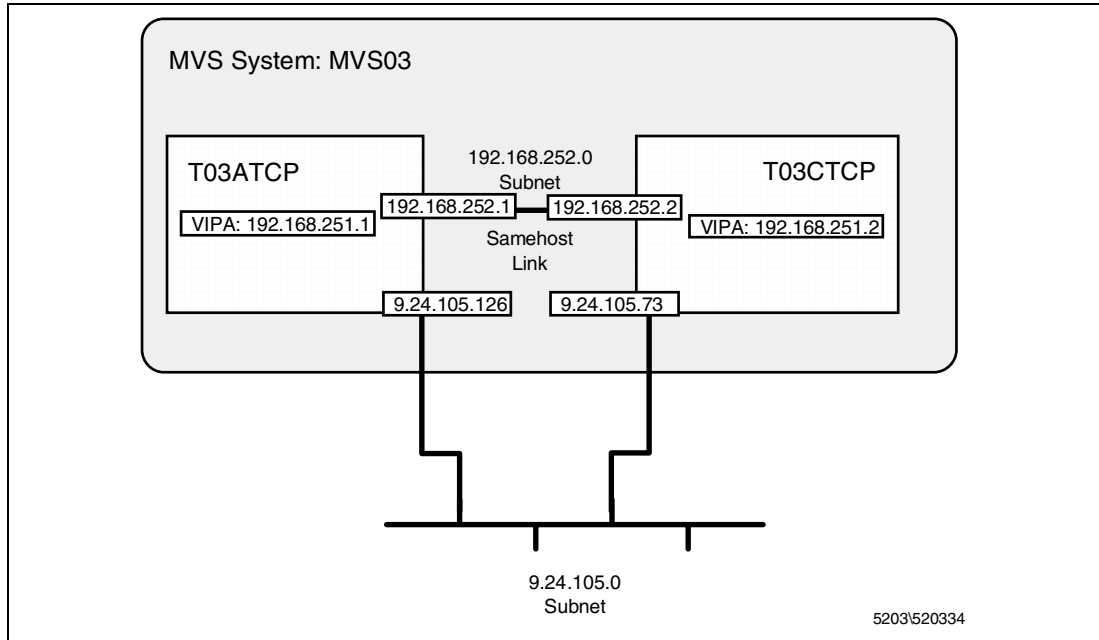 MVS System: MVS03
T03ATCP
192.168.252.0
Subnet
T03CTCP
192.168.252.1
192.168.252.2
VIPA: 192.168.251.1
VIPA: 192.168.251.2
Samehost
Link
9.24.105.126
9.24.105.73
9.24.105.0
Subnet
5203\520334